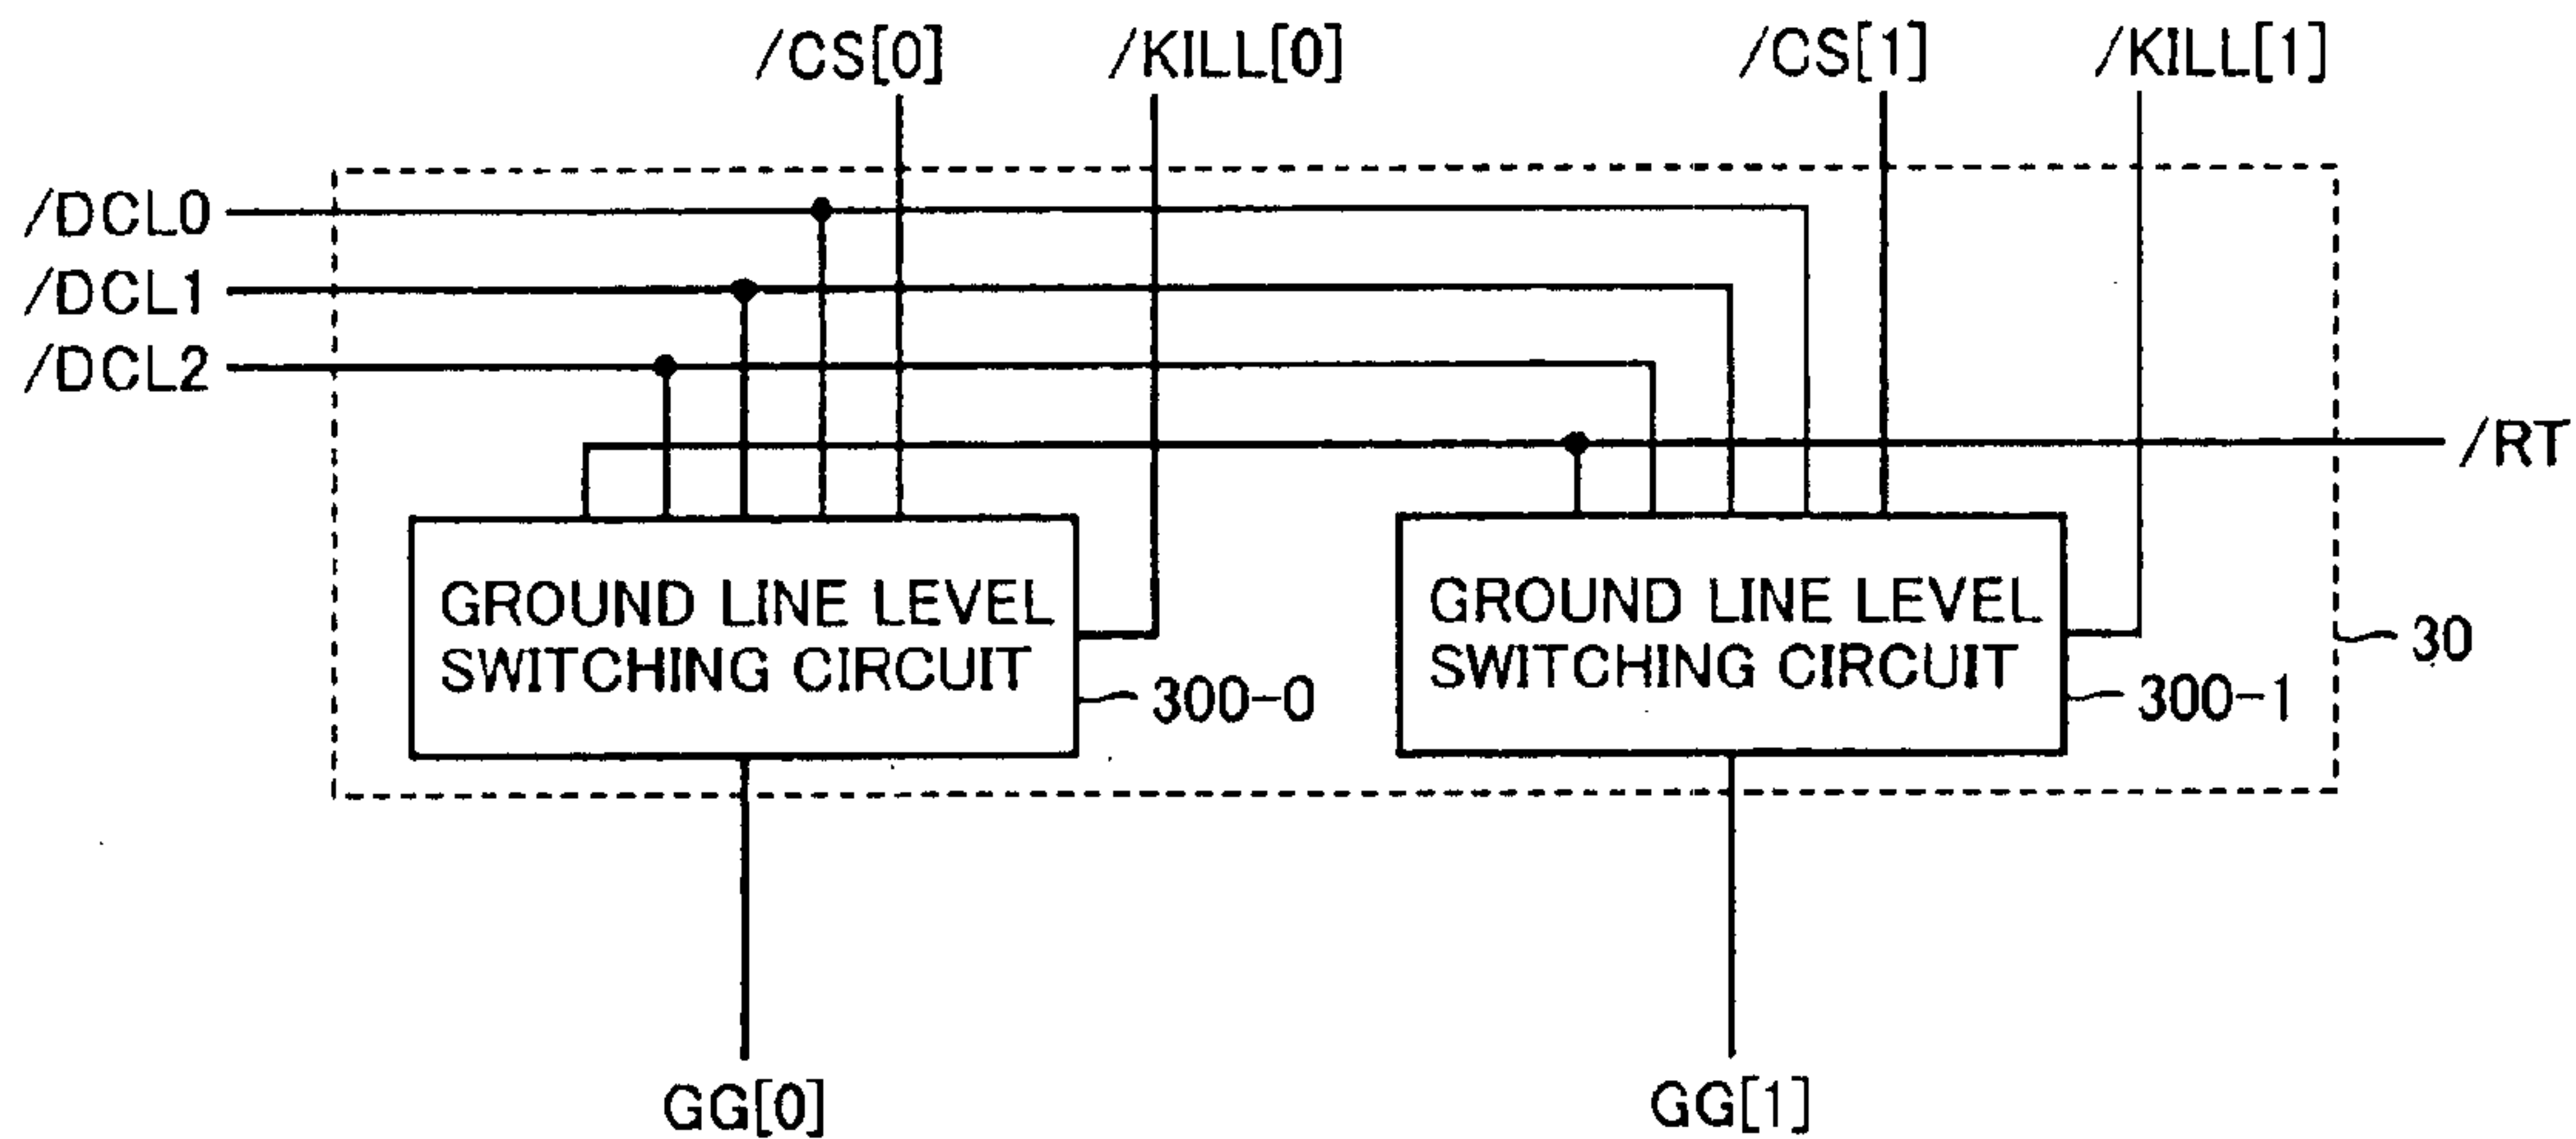 /CS[0]
/KILL[0]
/CS[1]
/KILL[1]
/DCL0
/DCL1
/DCL2
/RT
GROUND LINE LEVEL
SWITCHING CIRCUIT
300-0
GROUND LINE LEVEL
SWITCHING CIRCUIT
300-1
30
GG[0]
GG[1]